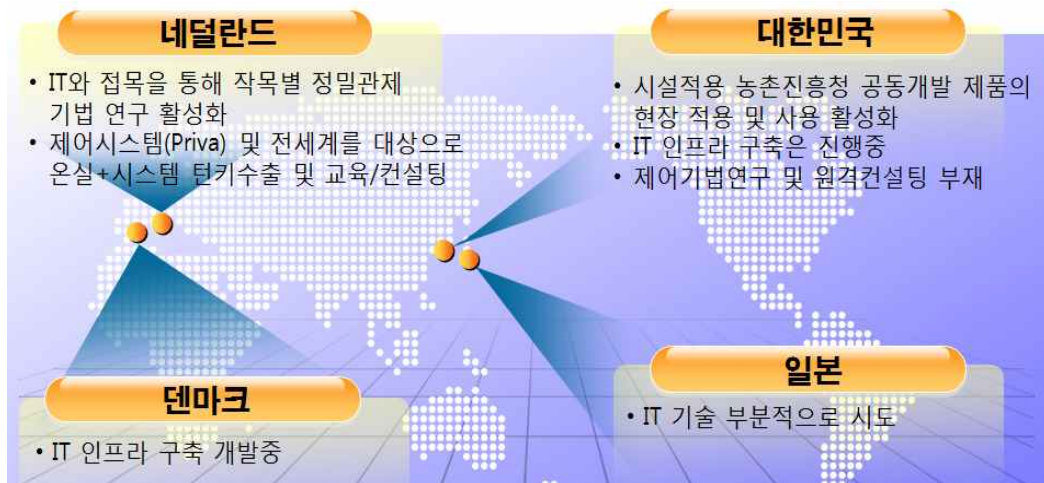 네덜란드
• IT와 접목을 통해 작목별 정밀관제
기법 연구 활성화
• 제어시스템(Priva) 및 전세계를 대상으로
온실+시스템 턴키수출 및 교육/컨설팅
대한민국
• 시설적용 농촌진흥청 공동개발 제품의
현장 적용 및 사용 활성화
• IT 인프라 구축은 진행중
• 제어기법연구 및 원격컨설팅 부재
덴마크
• IT 인프라 구축 개발중
일본
• IT 기술 부분적으로 시도